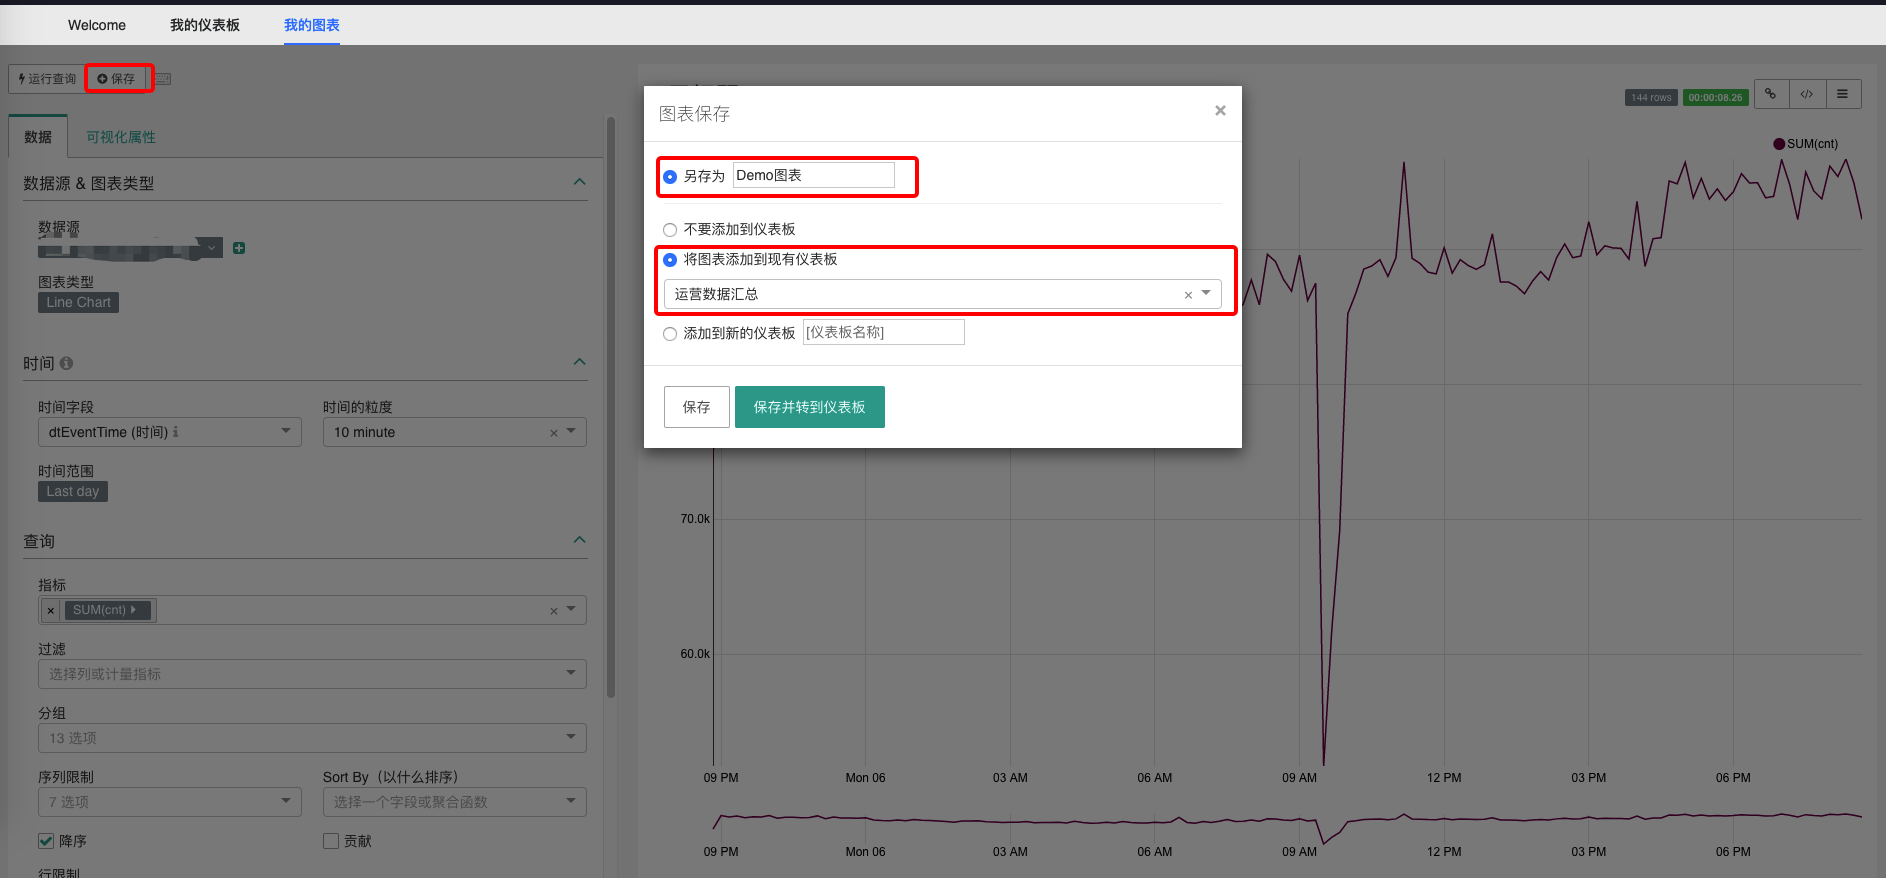 Welcome 我的仪表板 我的图表
运行查询 保存
数据 可视化属性
数据源 & 图表类型
数据源
图表类型
Line Chart
时间
时间字段 时间的粒度
dtEventTime (时间) 10 minute
时间范围
Last day
查询
指标
SUM(cnt)
过滤
选择列或计量指标
分组
13 选项
序列限制 Sort By（以什么排序）
7 选项 选择一个字段或聚合函数
降序 贡献
行限制
图表保存
另存为 Demo图表
不要添加到仪表板
将图表添加到现有仪表板
运营数据汇总
添加到新的仪表板 [仪表板名称]
保存 保存并转到仪表板
144 rows 00:00:08.26
SUM(cnt)
70.0k
60.0k
09 PM Mon 06 03 AM 06 AM 09 AM 12 PM 03 PM 06 PM
09 PM Mon 06 03 AM 06 AM 09 AM 12 PM 03 PM 06 PM